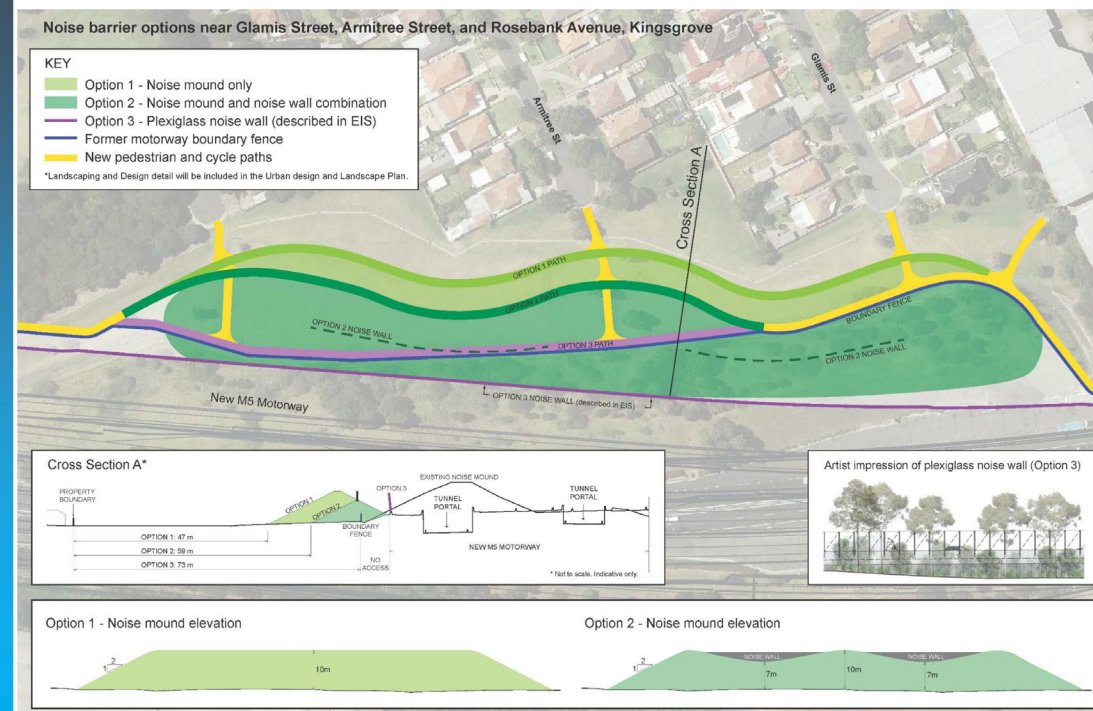 Noise barrier options near Glamis Street, Armitree Street, and Rosebank Avenue, Kingsgrove
KEY
Option 1 - Noise mound only
Option 2 - Noise mound and noise wall combination
Option 3 - Plexiglass noise wall (described in EIS)
Former motorway boundary fence
New pedestrian and cycle paths
*Landscaping and Design detail will be included in the Urban design and Landscape Plan.
Armitree St
Glamis St
Cross Section A
OPTION 1 PATH
OPTION 2 PATH
BOUNDARY FENCE
OPTION 2 NOISE WALL
OPTION 3 PATH
OPTION 2 NOISE WALL
OPTION 3 NOISE WALL (described in EIS)
New M5 Motorway
Cross Section A*
PROPERTY
BOUNDARY
OPTION 1
OPTION 2
OPTION 3
EXISTING NOISE MOUND
TUNNEL
PORTAL
TUNNEL
PORTAL
BOUNDARY
FENCE
OPTION 1: 47 m
OPTION 2: 59 m
OPTION 3: 73 m
NO
ACCESS
NEW M5 MOTORWAY
* Not to scale. Indicative only.
Artist impression of plexiglass noise wall (Option 3)
Option 1 - Noise mound elevation
2
1
10m
Option 2 - Noise mound elevation
2
1
NOISE WALL
NOISE WALL
7m
10m
7m